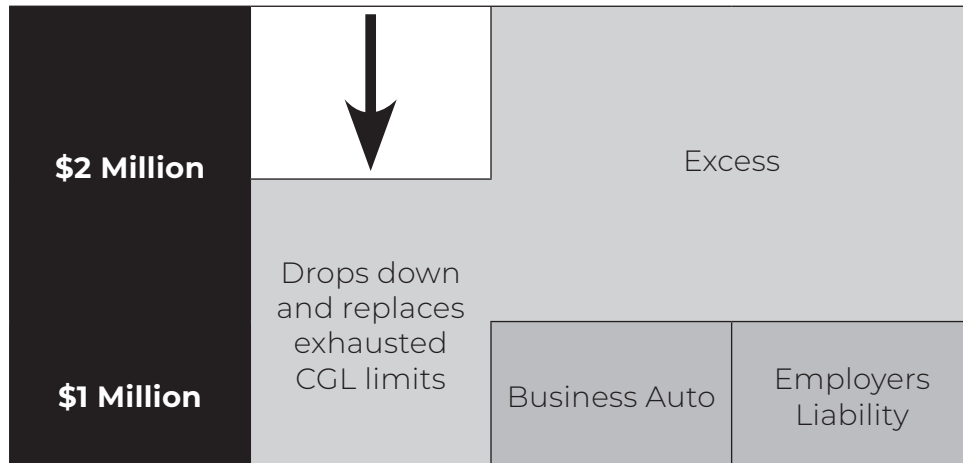 $2 Million
Excess
Drops down
and replaces
exhausted
CGL limits
$1 Million
Business Auto
Employers
Liability